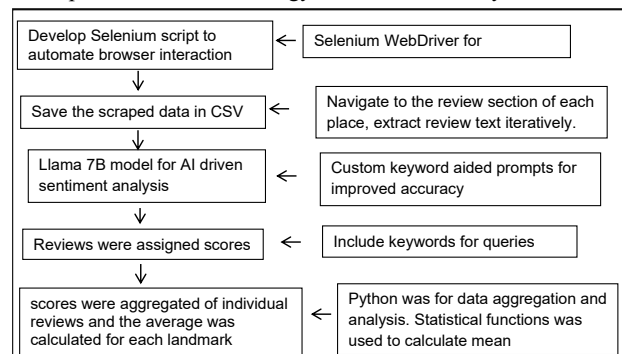 Develop Selenium script to
automate browser interaction
Selenium WebDriver for
Save the scraped data in CSV
Navigate to the review section of each
place, extract review text iteratively.
Llama 7B model for AI driven
sentiment analysis
Custom keyword aided prompts for
improved accuracy
Reviews were assigned scores
Include keywords for queries
scores were aggregated of individual
reviews and the average was
calculated for each landmark
Python was for data aggregation and
analysis. Statistical functions was
used to calculate mean